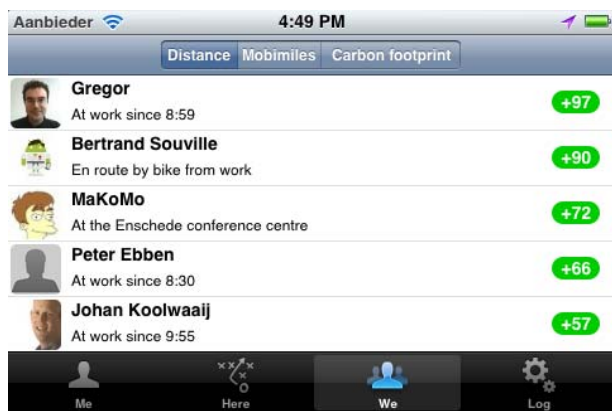 Aanbieder 4:49 PM
Distance Mobimiles Carbon footprint
Gregor
At work since 8:59
+97
Bertrand Souville
En route by bike from work
+90
MaKoMo
At the Enschede conference centre
+72
Peter Ebben
At work since 8:30
+66
Johan Koolwaaij
At work since 9:55
+57
Me Here We Log